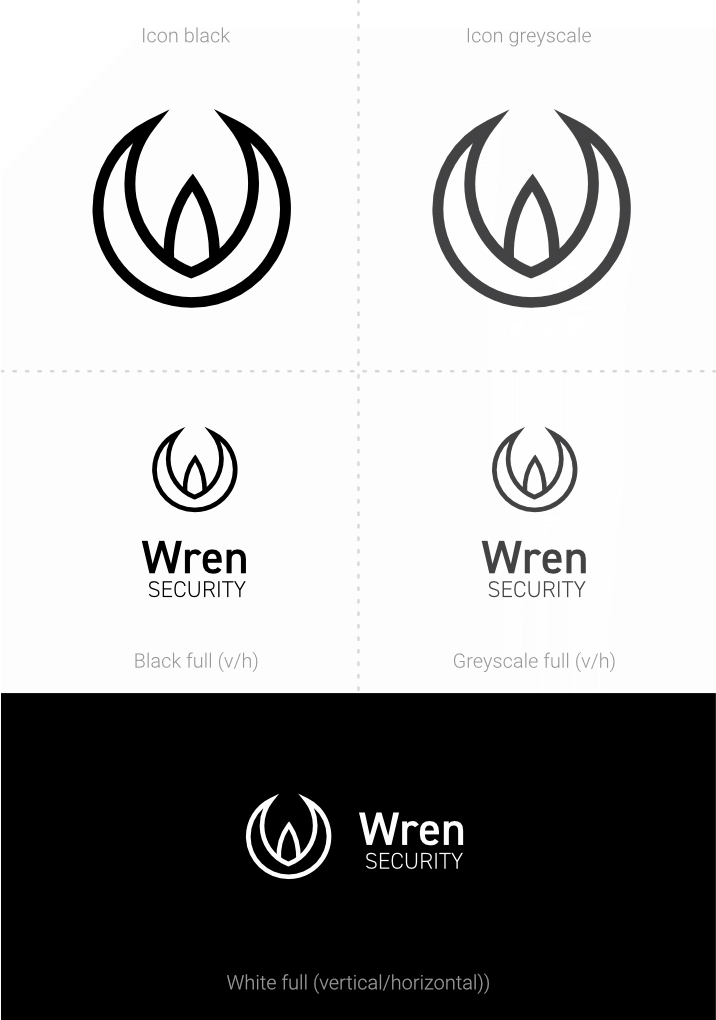 Icon black
Icon greyscale
Wren
SECURITY
Wren
SECURITY
Black full (v/h)
Greyscale full (v/h)
Wren
SECURITY
White full (vertical/horizontal))